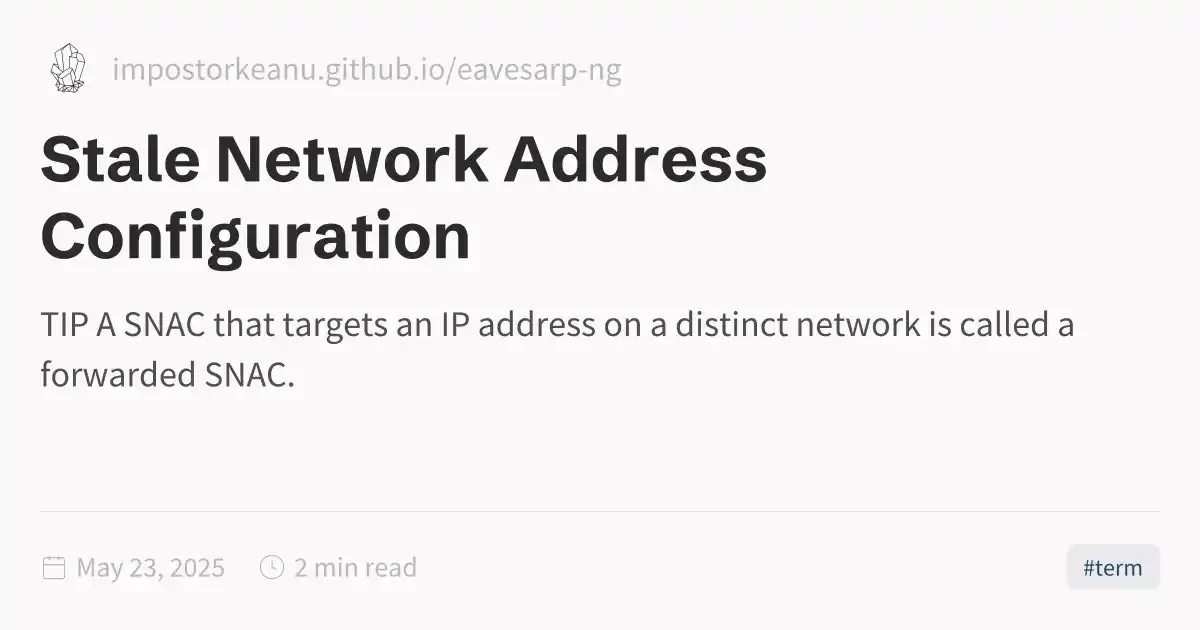 impostorkeanu.github.io/eavesarp-ng
Stale Network Address
Configuration
TIP A SNAC that targets an IP address on a distinct network is called a
forwarded SNAC.
May 23, 2025
2 min read
#term